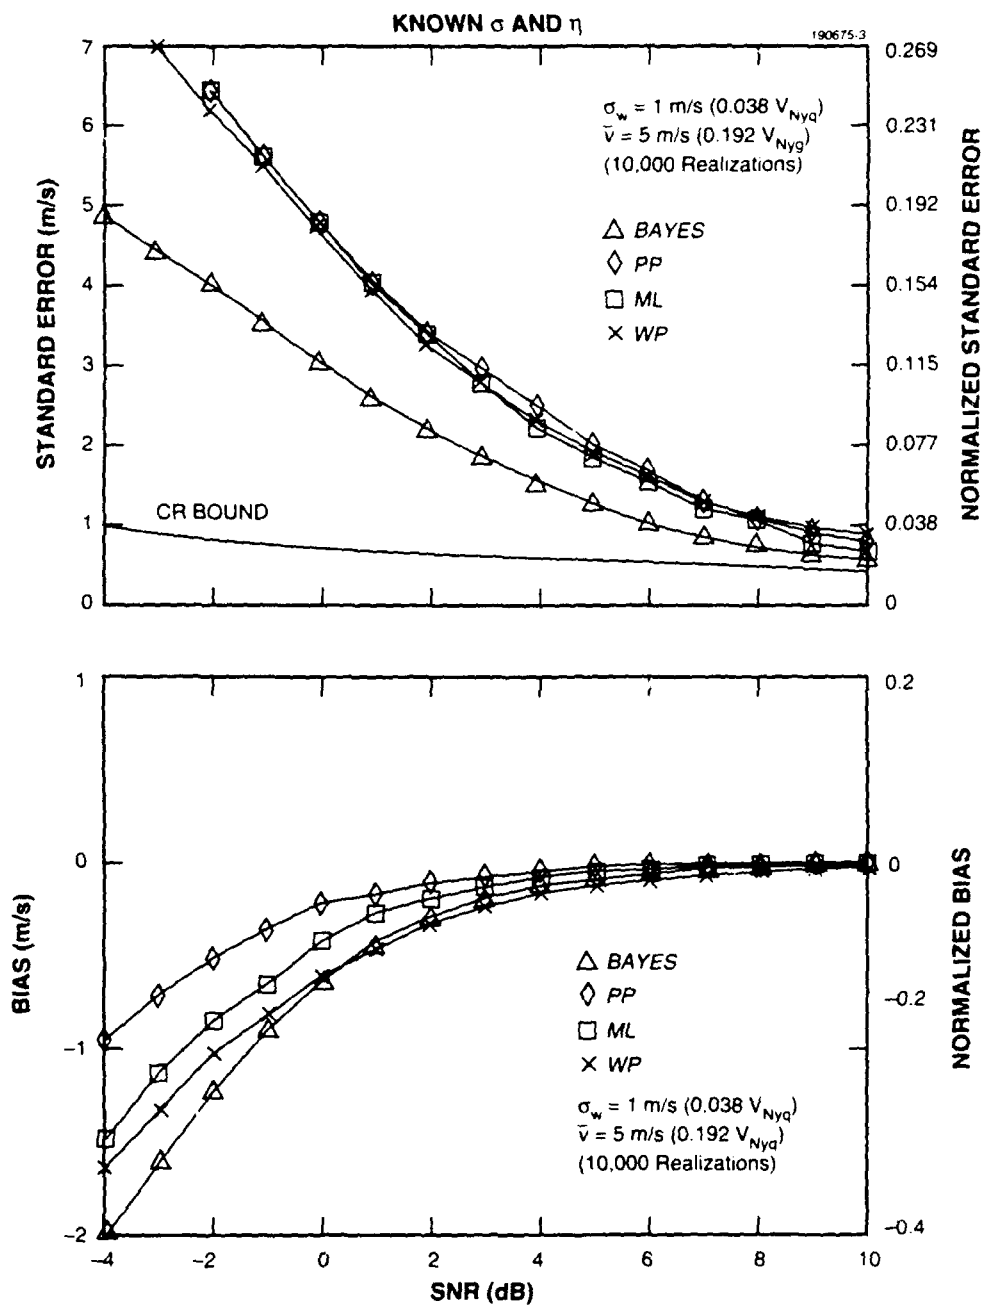 KNOWN σ AND η
190675-3
7
6
5
4
3
2
1
0
STANDARD ERROR (m/s)
0.269
0.231
0.192
0.154
0.115
0.077
0.038
0
NORMALIZED STANDARD ERROR
σw = 1 m/s (0.038 VNyq)
v̄ = 5 m/s (0.192 VNyg)
(10,000 Realizations)
BAYES
PP
ML
WP
CR BOUND
1
0
−1
−2
BIAS (m/s)
0.2
0
−0.2
−0.4
NORMALIZED BIAS
BAYES
PP
ML
WP
σw = 1 m/s (0.038 VNyq)
v̄ = 5 m/s (0.192 VNyq)
(10,000 Realizations)
−4 −2 0 2 4 6 8 10
SNR (dB)